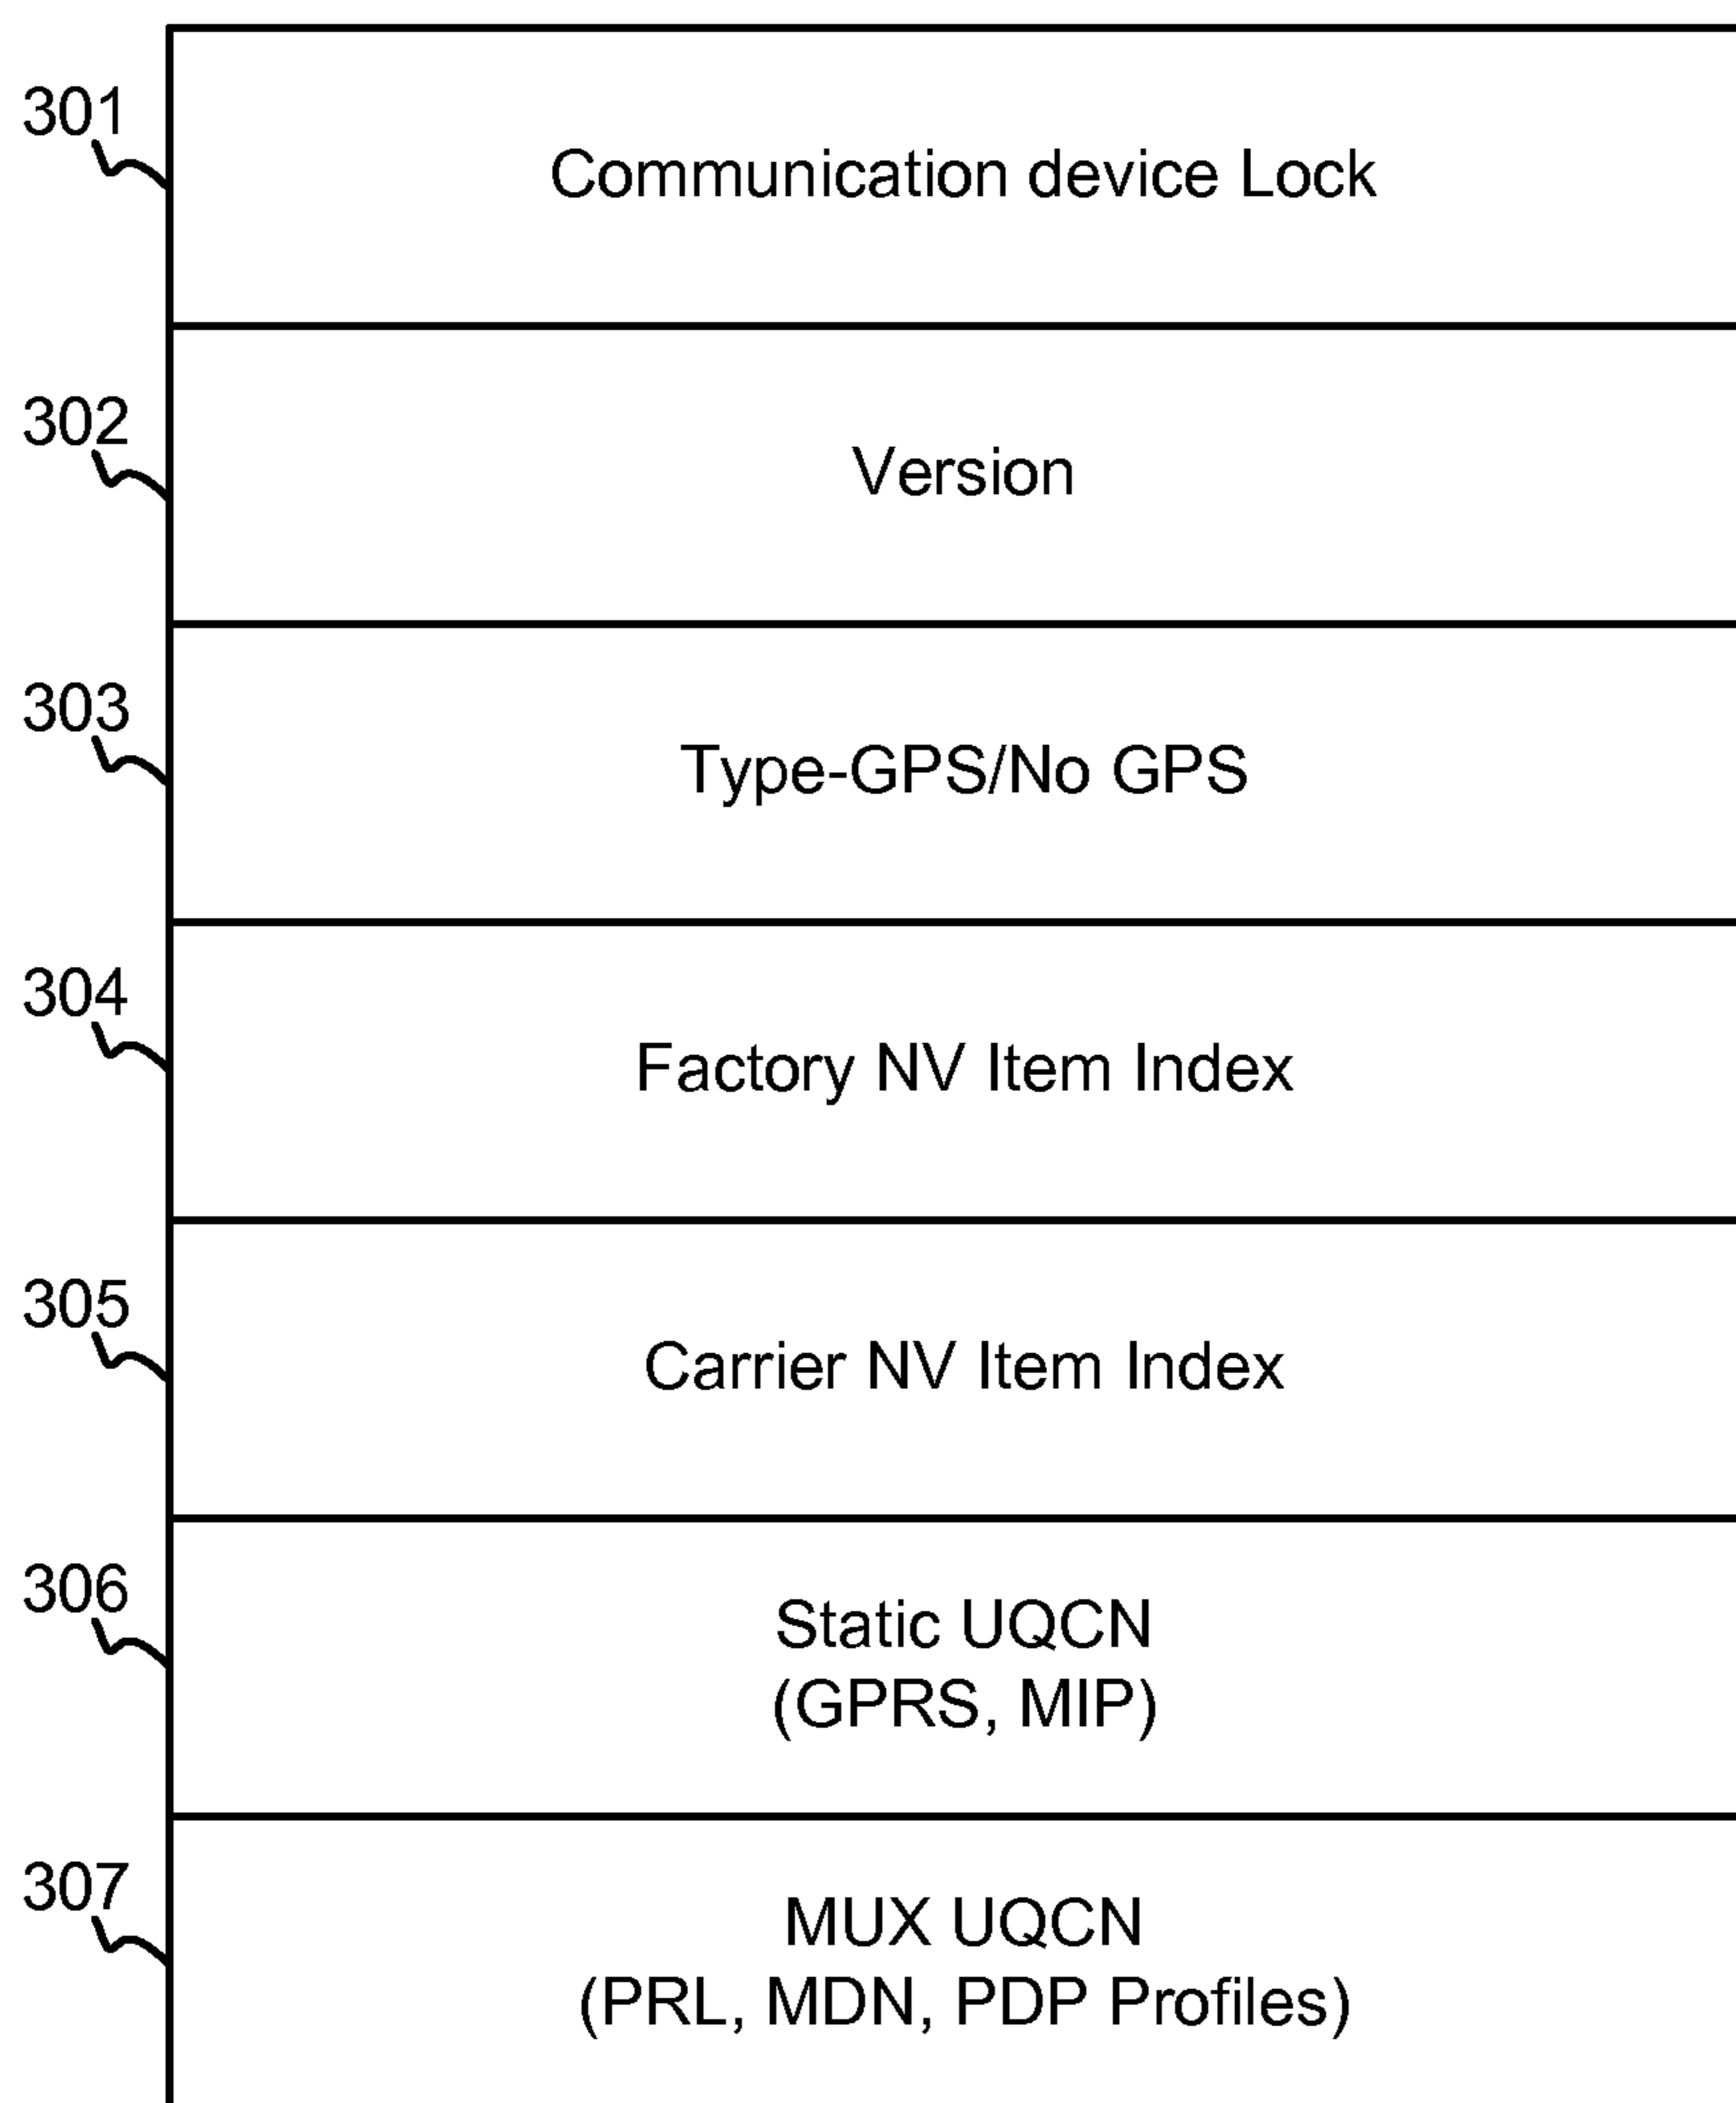 301
Communication device Lock
302
Version
303
Type-GPS/No GPS
304
Factory NV Item Index
305
Carrier NV Item Index
306
Static UQCN
(GPRS, MIP)
307
MUX UQCN
(PRL, MDN, PDP Profiles)